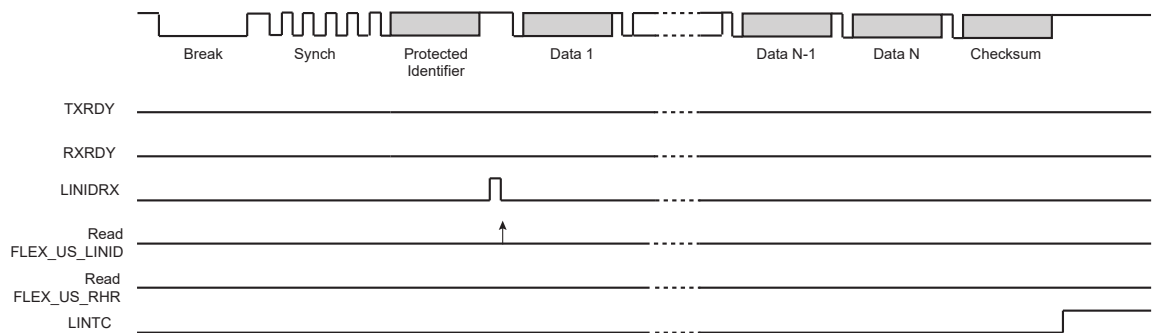 Break Synch Protected Data 1 Data N-1 Data N Checksum
Identifier
TXRDY
RXRDY
LINIDRX
Read
FLEX_US_LINID
Read
FLEX_US_RHR
LINTC